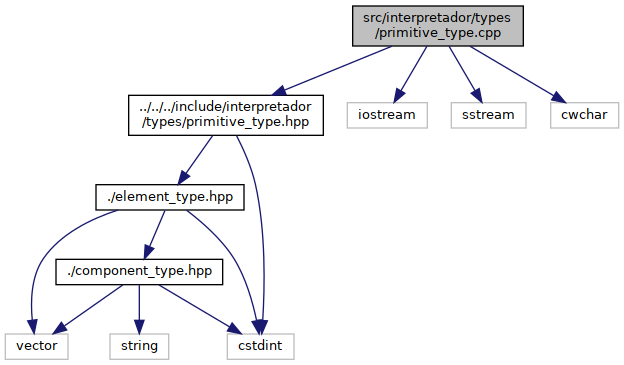 src/interpretador/types
/primitive_type.cpp
../../../include/interpretador
/types/primitive_type.hpp
iostream
sstream
cwchar
./element_type.hpp
./component_type.hpp
vector
string
cstdint